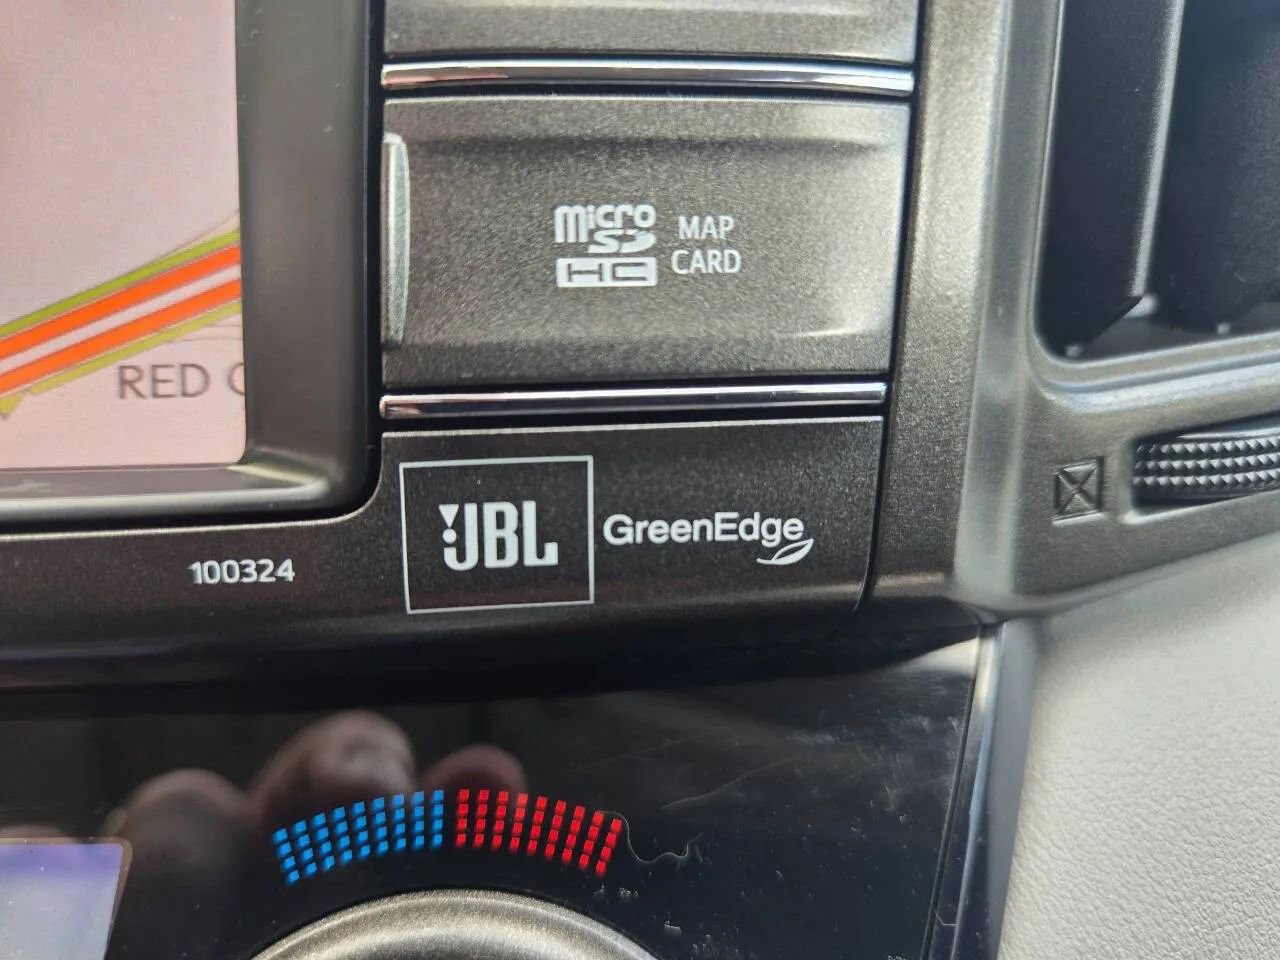 micro
SD
HC
MAP
CARD
RED
JBL
GreenEdge
100324